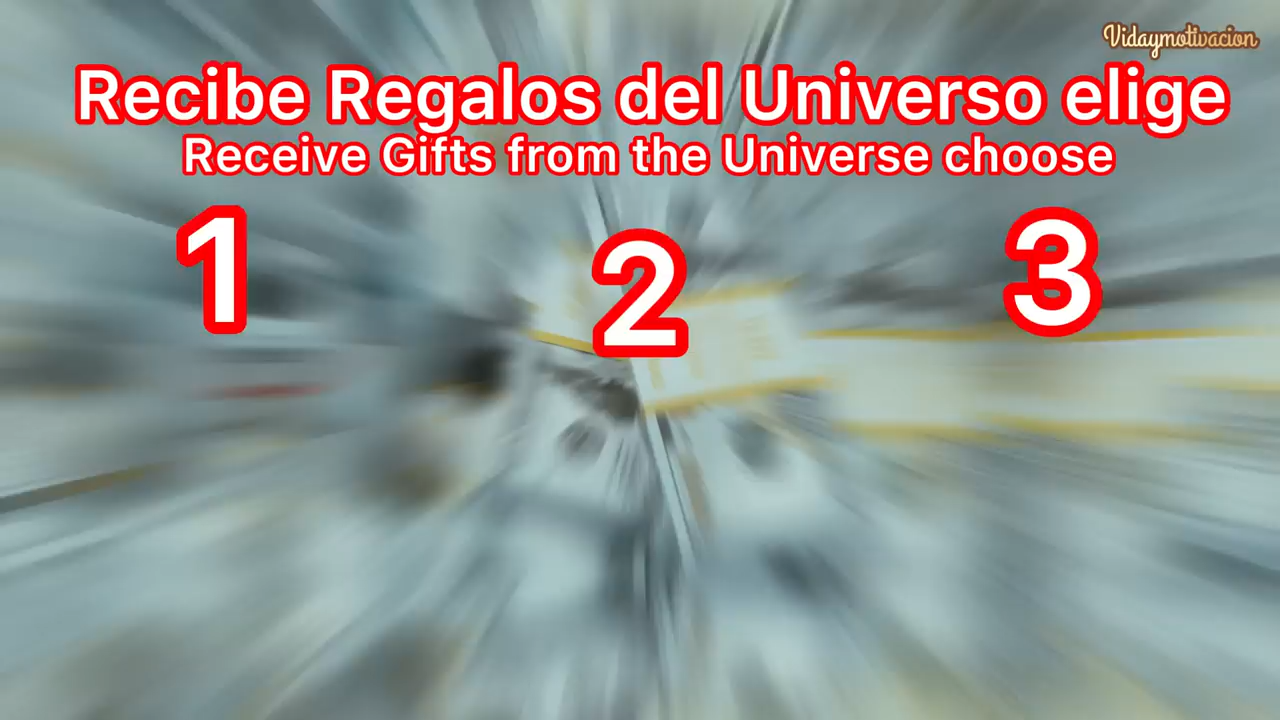 Vidaymotivacion
Recibe Regalos del Universo elige
Receive Gifts from the Universe choose
1 2 3